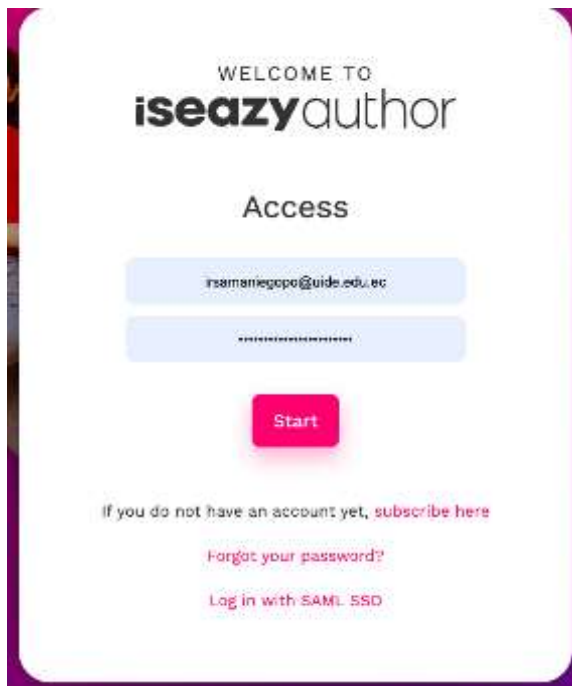 WELCOME TO
iseazyauthor
Access
irsamaniegopo@uide.edu.ec
Start
If you do not have an account yet, subscribe here
Forgot your password?
Log in with SAML SSO